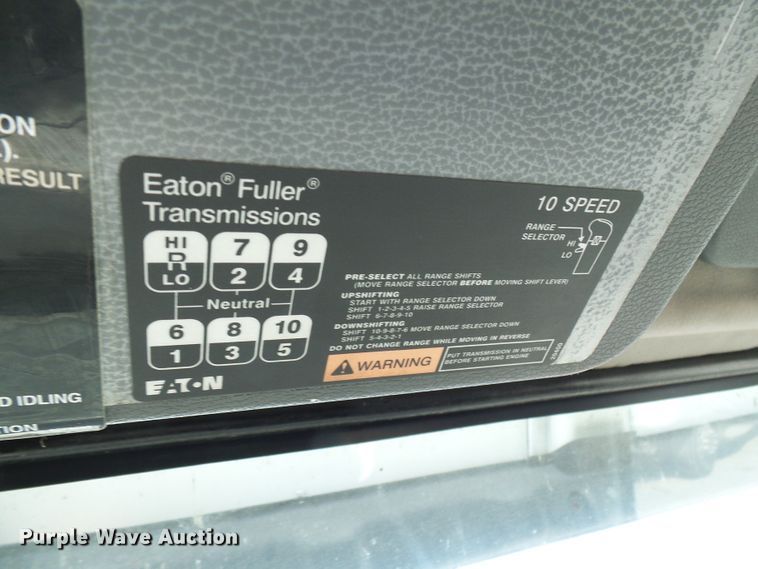 ON
.).
RESULT
D IDLING
TION
Eaton® Fuller®
Transmissions
10 SPEED
HI 7 9
R
LO 2 4
Neutral
6 8 10
1 3 5
EATON
RANGE
SELECTOR
HI
LO
PRE-SELECT ALL RANGE SHIFTS
(MOVE RANGE SELECTOR BEFORE MOVING SHIFT LEVER)
UPSHIFTING
START WITH RANGE SELECTOR DOWN
SHIFT 1-2-3-4-5 RAISE RANGE SELECTOR
SHIFT 6-7-8-9-10
DOWNSHIFTING
SHIFT 10-9-8-7-6 MOVE RANGE SELECTOR DOWN
SHIFT 5-4-3-2-1
DO NOT CHANGE RANGE WHILE MOVING IN REVERSE
WARNING
PUT TRANSMISSION IN NEUTRAL
BEFORE STARTING ENGINE
Purple Wave Auction